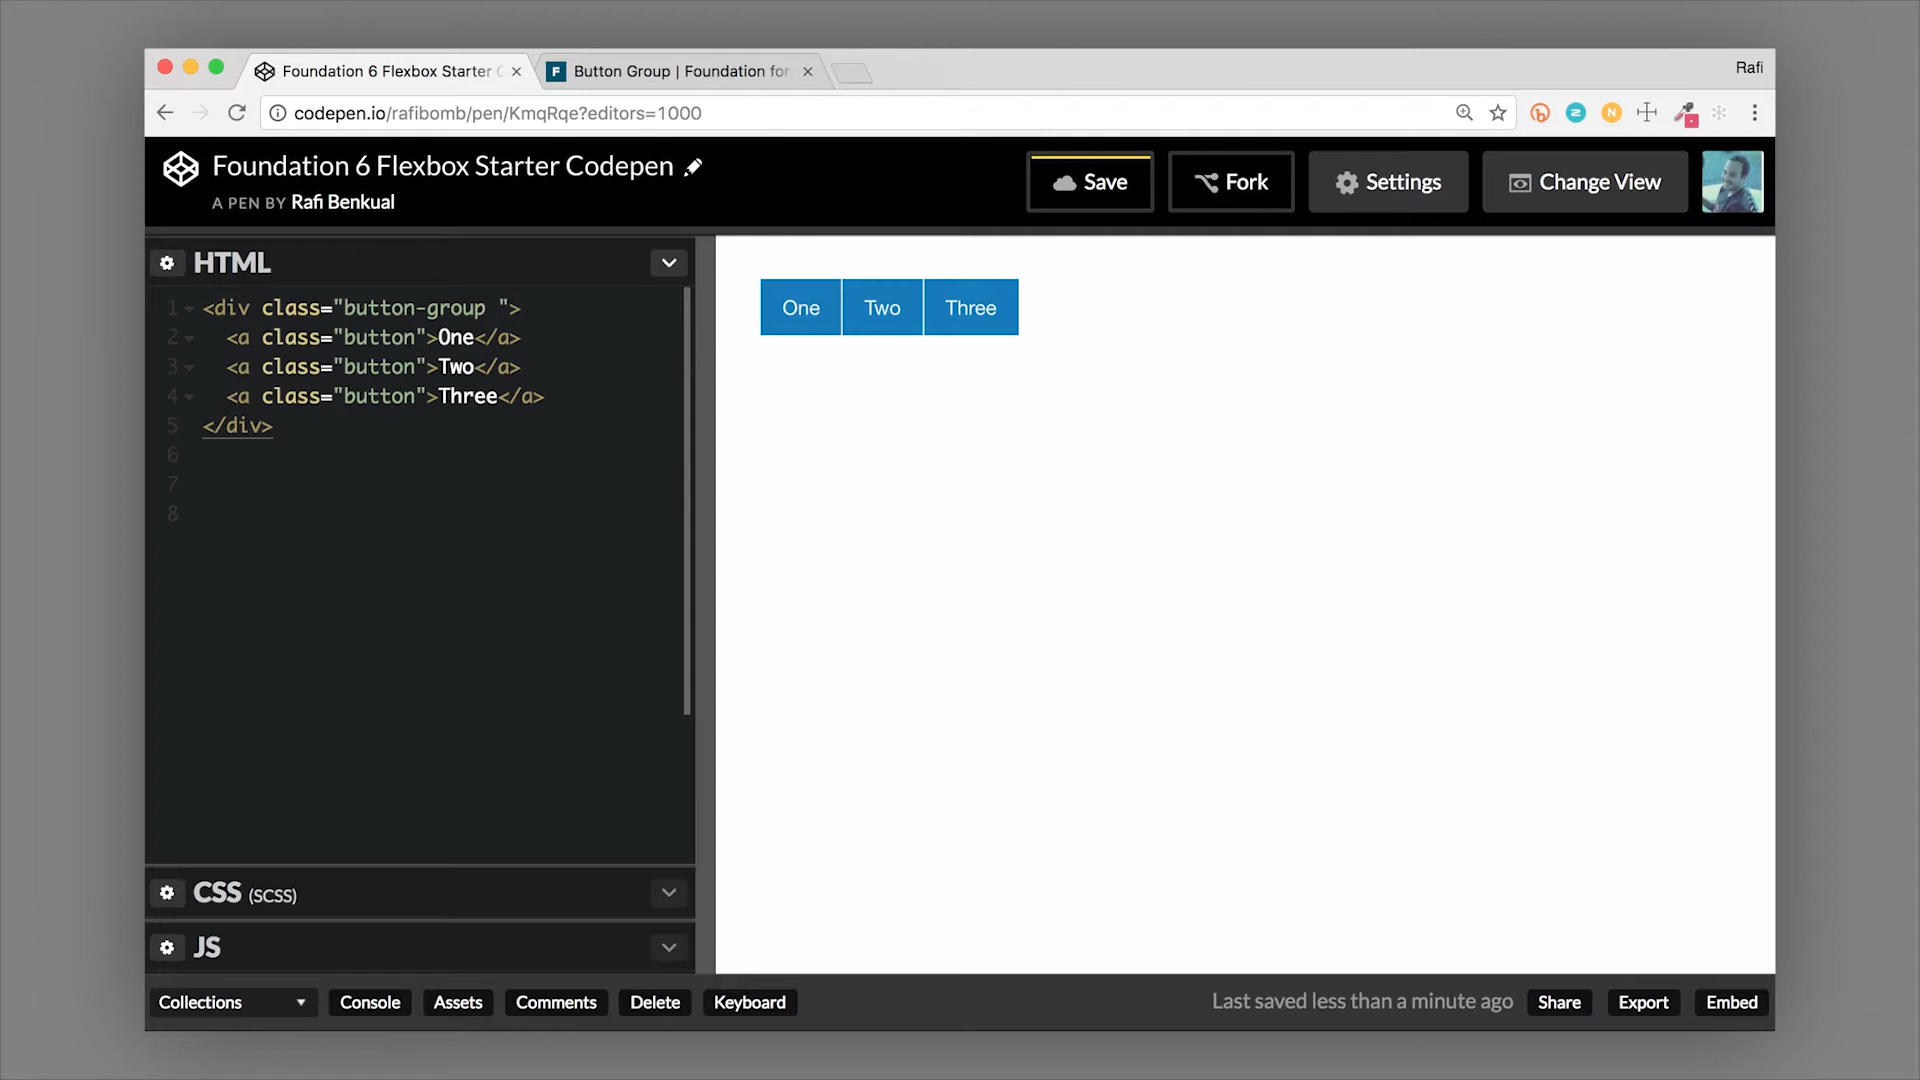 Foundation 6 Flexbox Starter C
F Button Group | Foundation for
Rafi
codepen.io/rafibomb/pen/KmqRqe?editors=1000
Foundation 6 Flexbox Starter Codepen
A PEN BY Rafi Benkual
Save
Fork
Settings
Change View
HTML
1 <div class="button-group ">
2 <a class="button">One</a>
3 <a class="button">Two</a>
4 <a class="button">Three</a>
5 </div>
6
7
8
One Two Three
CSS (SCSS)
JS
Collections Console Assets Comments Delete Keyboard
Last saved less than a minute ago Share Export Embed